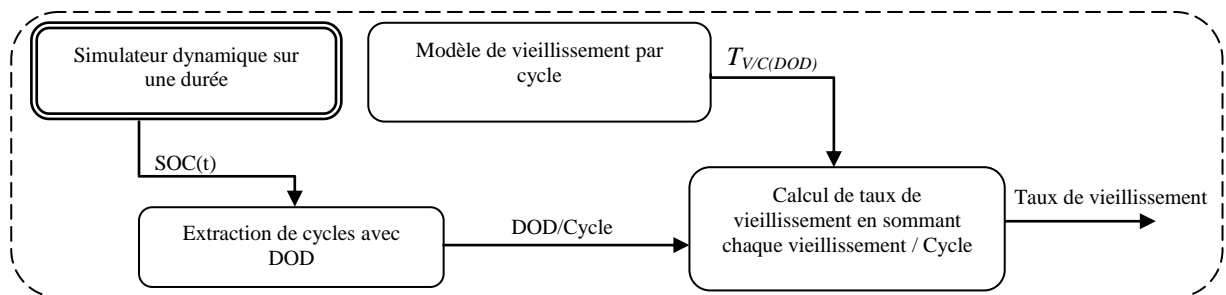 Simulateur dynamique sur
une durée
Modèle de vieillissement par
cycle
T_V/C(DOD)
SOC(t)
Extraction de cycles avec
DOD
DOD/Cycle
Calcul de taux de
vieillissement en sommant
chaque vieillissement / Cycle
Taux de vieillissement